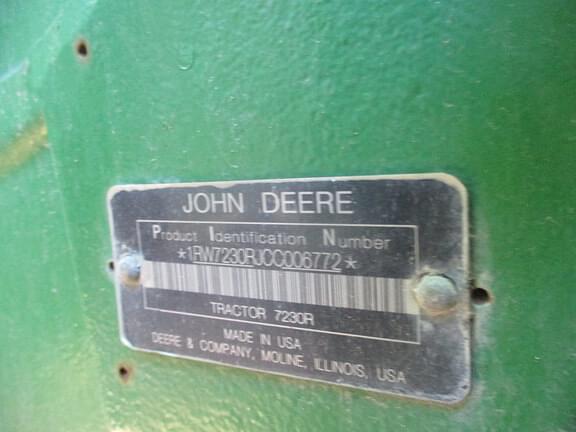 JOHN DEERE
Product Identification Number
*1RW7230RJCC006772*
TRACTOR 7230R
MADE IN USA
DEERE & COMPANY, MOLINE, ILLINOIS, USA